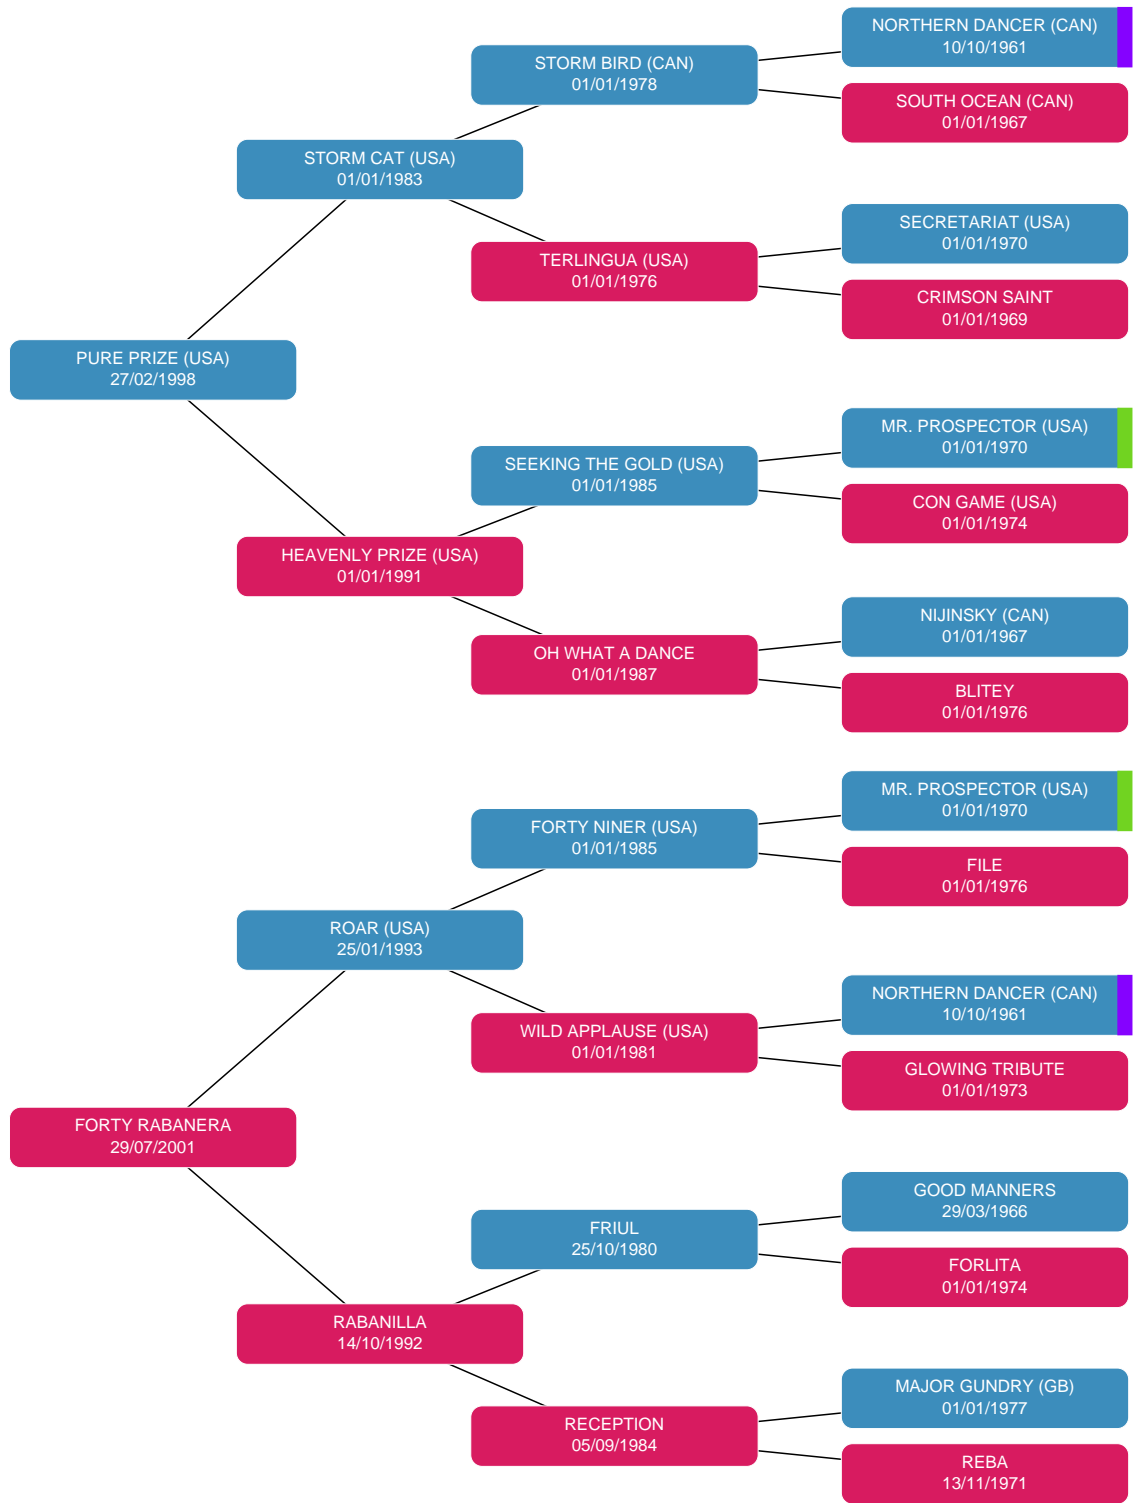 NORTHERN DANCER (CAN)
10/10/1961
STORM BIRD (CAN)
01/01/1978
SOUTH OCEAN (CAN)
01/01/1967
STORM CAT (USA)
01/01/1983
SECRETARIAT (USA)
01/01/1970
TERLINGUA (USA)
01/01/1976
CRIMSON SAINT
01/01/1969
PURE PRIZE (USA)
27/02/1998
MR. PROSPECTOR (USA)
01/01/1970
SEEKING THE GOLD (USA)
01/01/1985
CON GAME (USA)
01/01/1974
HEAVENLY PRIZE (USA)
01/01/1991
NIJINSKY (CAN)
01/01/1967
OH WHAT A DANCE
01/01/1987
BLITEY
01/01/1976
MR. PROSPECTOR (USA)
01/01/1970
FORTY NINER (USA)
01/01/1985
FILE
01/01/1976
ROAR (USA)
25/01/1993
NORTHERN DANCER (CAN)
10/10/1961
WILD APPLAUSE (USA)
01/01/1981
GLOWING TRIBUTE
01/01/1973
FORTY RABANERA
29/07/2001
GOOD MANNERS
29/03/1966
FRIUL
25/10/1980
FORLITA
01/01/1974
RABANILLA
14/10/1992
MAJOR GUNDRY (GB)
01/01/1977
RECEPTION
05/09/1984
REBA
13/11/1971